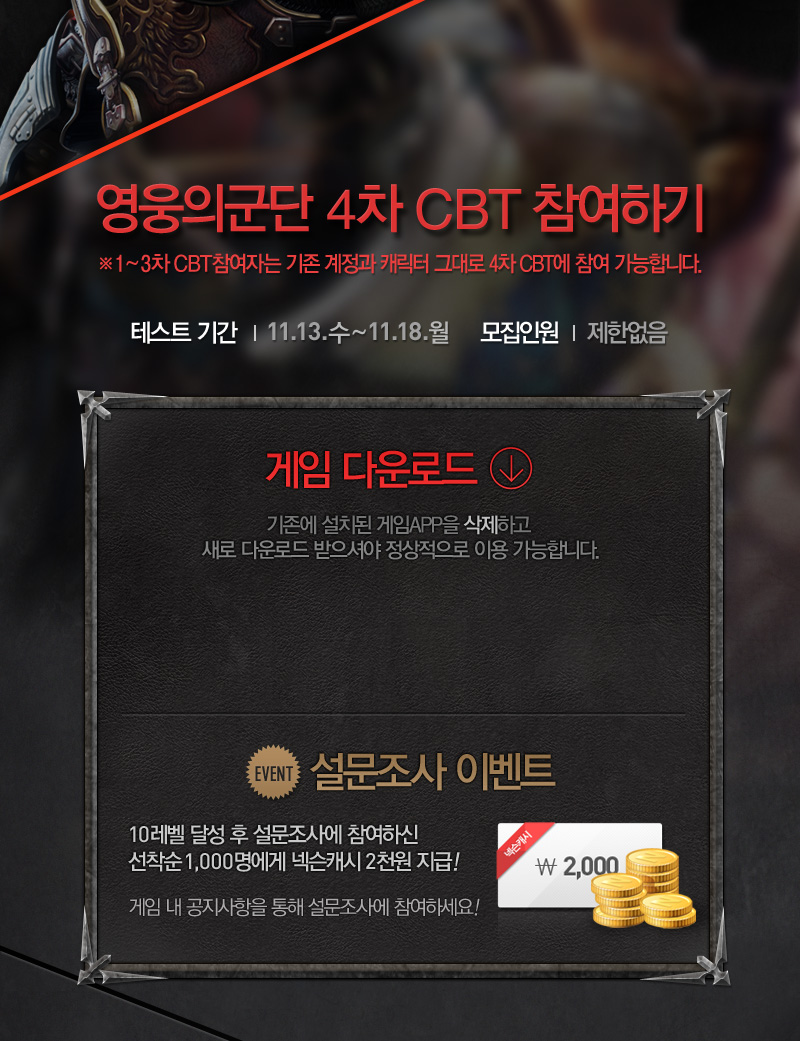 영웅의군단 4차 CBT 참여하기
※1~3차 CBT참여자는 기존 계정과 캐릭터 그대로 4차 CBT에 참여 가능합니다.
테스트 기간 | 11.13.수~11.18.월 모집인원 | 제한없음
게임 다운로드
기존에 설치된 게임APP을 삭제하고
새로 다운로드 받으셔야 정상적으로 이용 가능합니다.
EVENT 설문조사 이벤트
10레벨 달성 후 설문조사에 참여하신
선착순 1,000명에게 넥슨캐시 2천원 지급!
게임 내 공지사항을 통해 설문조사에 참여하세요!
넥슨캐시
₩ 2,000